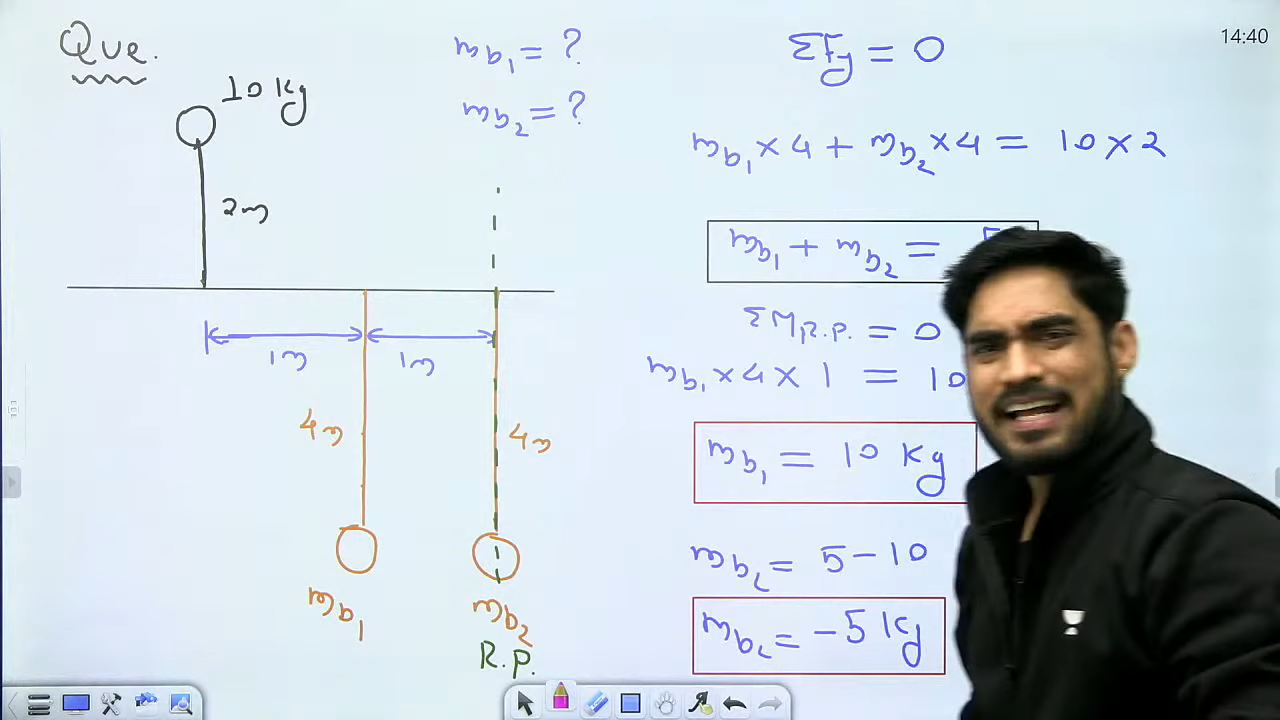 Que.
10 Kg
2m
1m
1m
4m
4m
mb1
mb2
R.P.
mb1 = ?
mb2 = ?
14:40
ΣFy = 0
mb1 × 4 + mb2 × 4 = 10 × 2
mb1 + mb2 =
ΣM R.P. = 0
mb1 × 4 × 1 = 10
mb1 = 10 Kg
mb2 = 5 - 10
mb2 = -5 Kg